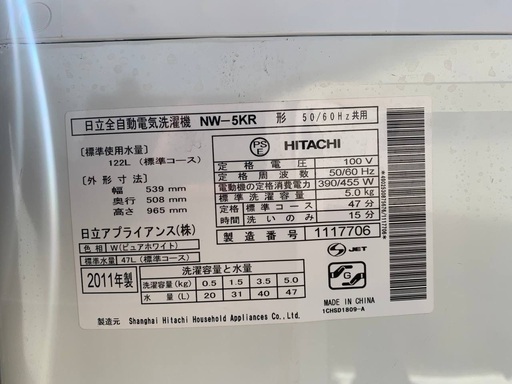 日立全自動電気洗濯機 NW-5KR 形 50/60Hz共用
[標準使用水量]
122L (標準コース)
[外形寸法]
幅 539 mm
奥行 508 mm
高さ 965 mm
日立アプライアンス(株)
色相 W(ピュアホワイト)
標準水量 47L (標準コース)
2011年製
PSE HITACHI
定格電圧 100 V
定格周波数 50/60 Hz
電動機の定格消費電力 390/455 W
標準洗濯容量 5.0kg
定格 標準コース 47分
時間 洗いのみ 15分
製造番号 1117706
S JET
洗濯容量と水量
洗濯容量(kg) 0.5 1.5 3.5 5.0
水量(L) 20 31 40 47
G
MADE IN CHINA
1CHSD1809-A
製造元 Shanghai Hitachi Household Appliances Co., Ltd.